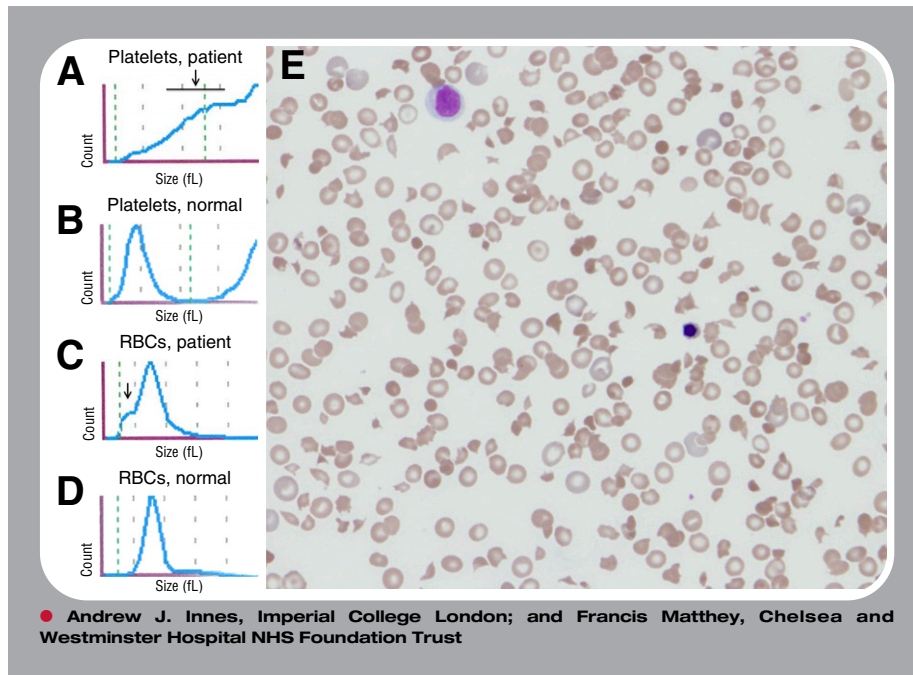 A
Platelets, patient
Count
Size (fL)
B
Platelets, normal
Count
Size (fL)
C
RBCs, patient
Count
Size (fL)
D
RBCs, normal
Count
Size (fL)
E
Andrew J. Innes, Imperial College London; and Francis Matthey, Chelsea and
Westminster Hospital NHS Foundation Trust